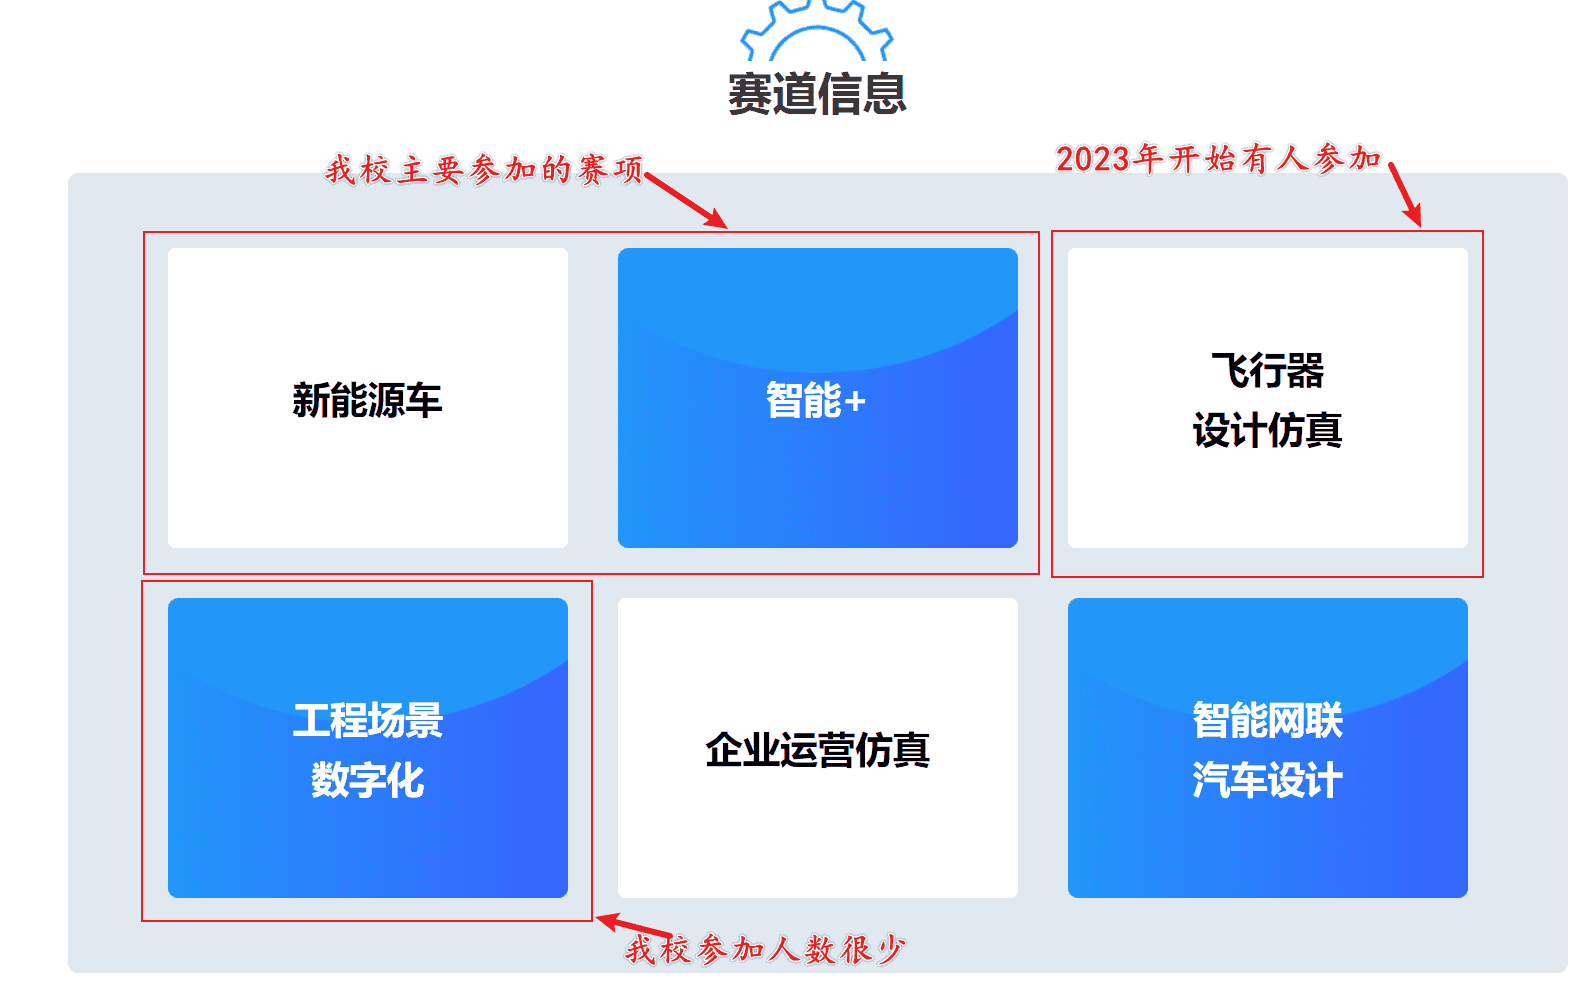 赛道信息
我校主要参加的赛项
2023年开始有人参加
新能源车
智能+
飞行器
设计仿真
工程场景
数字化
企业运营仿真
智能网联
汽车设计
我校参加人数很少